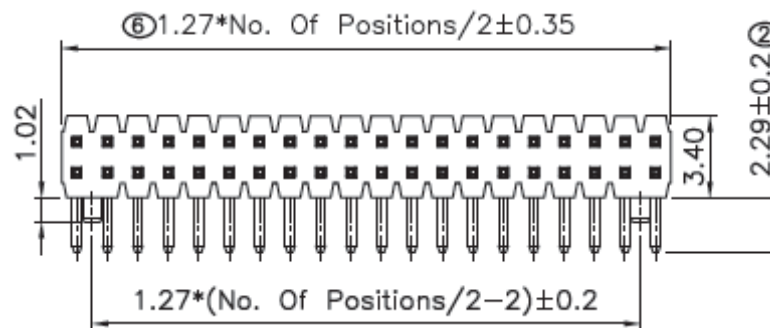 ⑥1.27*No. Of Positions/2±0.35
2.29±0.2②
1.02
3.40
1.27*(No. Of Positions/2-2)±0.2